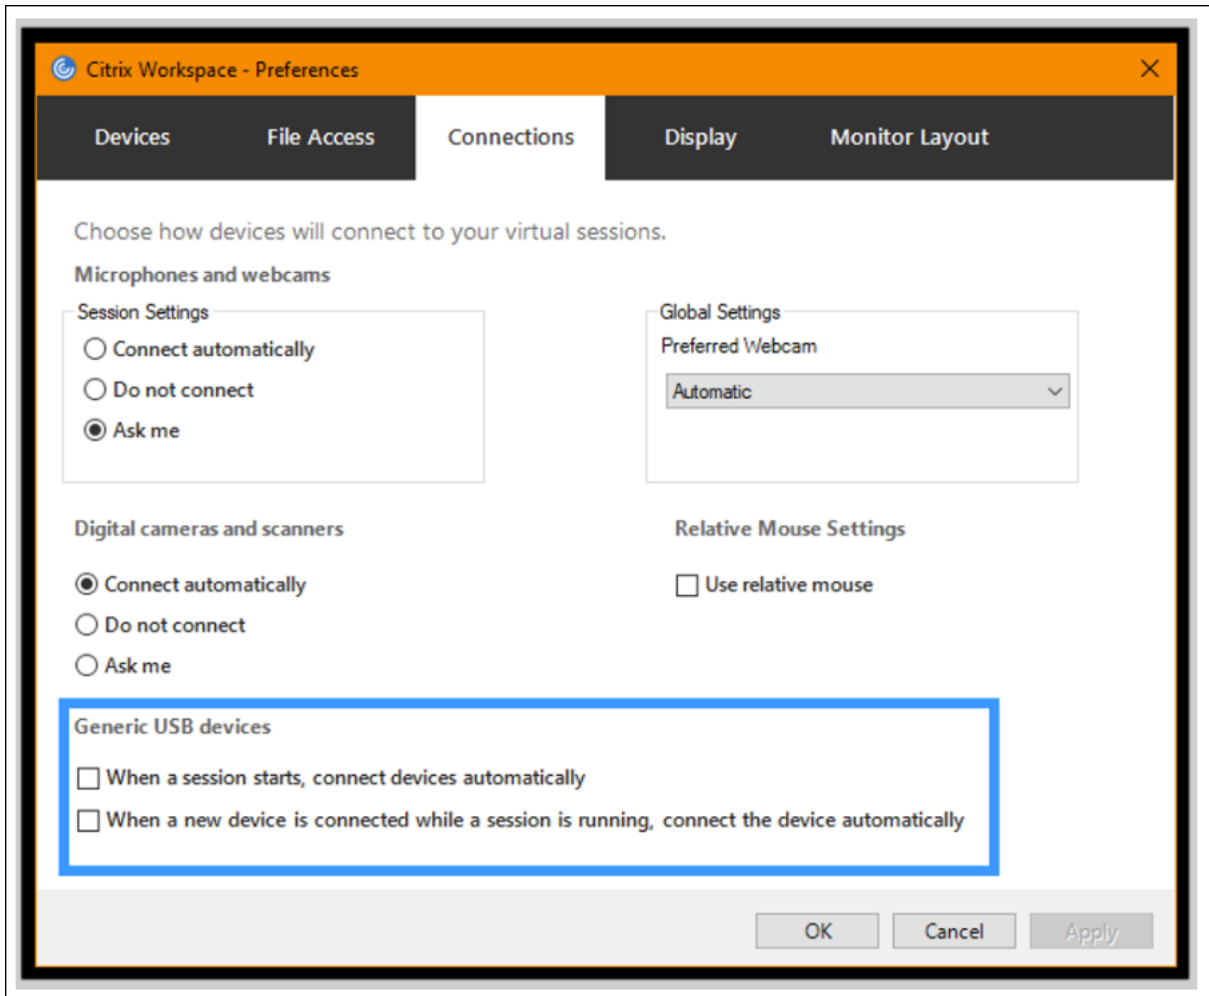 Citrix Workspace - Preferences
Devices
File Access
Connections
Display
Monitor Layout
Choose how devices will connect to your virtual sessions.
Microphones and webcams
Session Settings
Connect automatically
Do not connect
Ask me
Global Settings
Preferred Webcam
Automatic
Digital cameras and scanners
Connect automatically
Do not connect
Ask me
Relative Mouse Settings
Use relative mouse
Generic USB devices
When a session starts, connect devices automatically
When a new device is connected while a session is running, connect the device automatically
OK
Cancel
Apply